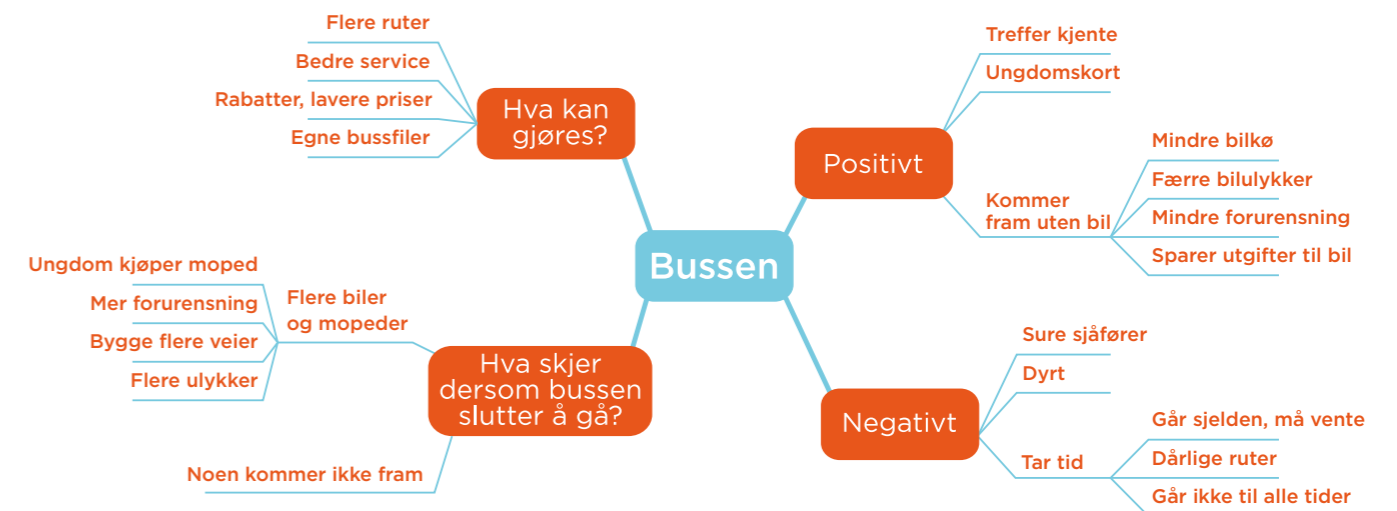 Bussen
Hva kan
gjøres?
Flere ruter
Bedre service
Rabatter, lavere priser
Egne bussfiler
Positivt
Treffer kjente
Ungdomskort
Kommer
fram uten bil
Mindre bilkø
Færre bilulykker
Mindre forurensning
Sparer utgifter til bil
Hva skjer
dersom bussen
slutter å gå?
Flere biler
og mopeder
Ungdom kjøper moped
Mer forurensning
Bygge flere veier
Flere ulykker
Noen kommer ikke fram
Negativt
Sure sjåfører
Dyrt
Tar tid
Går sjelden, må vente
Dårlige ruter
Går ikke til alle tider